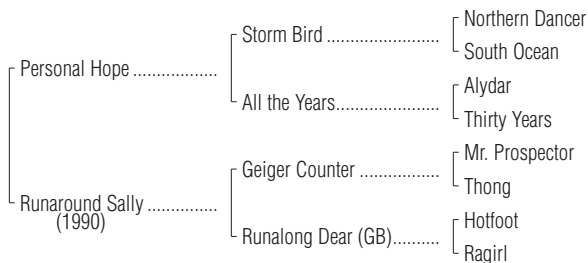 Northern Dancer
Storm Bird ........................
South Ocean
Personal Hope ..................
Alydar
All the Years.......................
Thirty Years
Mr. Prospector
Geiger Counter .................
Thong
Runaround Sally ...............
(1990)
Hotfoot
Runalong Dear (GB)..........
Ragirl